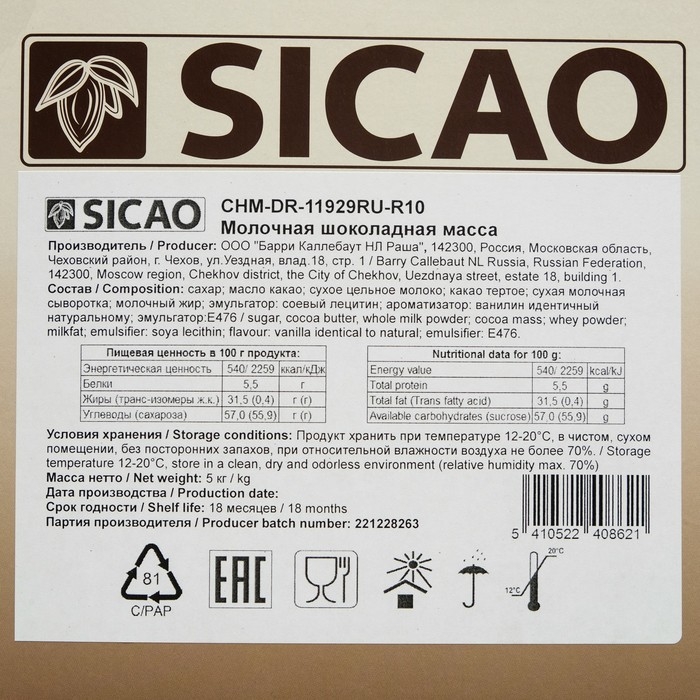 SICAO
SICAO CHM-DR-11929RU-R10
Молочная шоколадная масса
Производитель / Producer: ООО "Барри Каллебаут НЛ Раша", 142300, Россия, Московская область,
Чеховский район, г. Чехов, ул.Уездная, влад.18, стр. 1 / Barry Callebaut NL Russia, Russian Federation,
142300, Moscow region, Chekhov district, the City of Chekhov, Uezdnaya street, estate 18, building 1.
Состав / Composition: сахар; масло какао; сухое цельное молоко; какао тертое; сухая молочная
сыворотка; молочный жир; эмульгатор: соевый лецитин; ароматизатор: ванилин идентичный
натуральному; эмульгатор:E476 / sugar, cocoa butter, whole milk powder; cocoa mass; whey powder;
milkfat; emulsifier: soya lecithin; flavour: vanilla identical to natural; emulsifier: E476.
Пищевая ценность в 100 г продукта:
Энергетическая ценность 540/ 2259 ккал/кДж
Белки 5,5 г
Жиры (транс-изомеры ж.к.) 31,5 (0,4) г (г)
Углеводы (сахароза) 57,0 (55,9) г (г)
Nutritional data for 100 g:
Energy value 540/ 2259 kcal/kJ
Total protein 5,5 g
Total fat (Trans fatty acid) 31,5 (0,4) g
Available carbohydrates (sucrose) 57,0 (55,9) g
Условия хранения / Storage conditions: Продукт хранить при температуре 12-20°C, в чистом, сухом
помещении, без посторонних запахов, при относительной влажности воздуха не более 70%. / Storage
temperature 12-20°C, store in a clean, dry and odorless environment (relative humidity max. 70%)
Масса нетто / Net weight: 5 кг / kg
Дата производства / Production date:
Срок годности / Shelf life: 18 месяцев / 18 months
Партия производителя / Producer batch number: 221228263
5 410522 408621
81
C/PAP
EAC
20°C
12°C